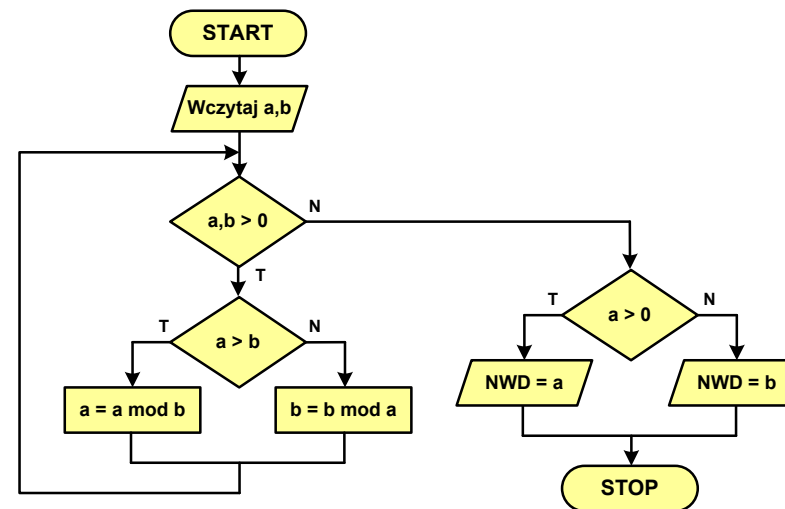 START
Wczytaj a,b
a,b > 0
N
T
a > b
T
N
a = a mod b
b = b mod a
a > 0
T
N
NWD = a
NWD = b
STOP